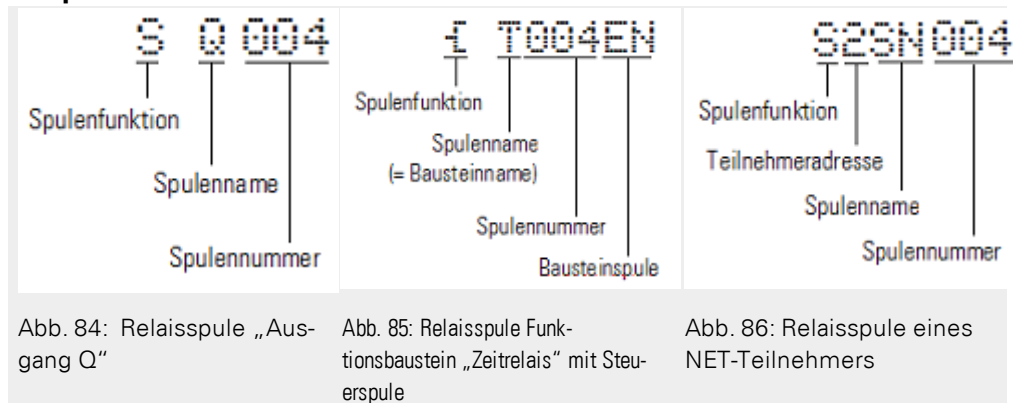 S Q 004
Spulenfunktion
Spulenname
Spulennummer
Abb. 84: Relaisspule „Aus-
gang Q“
T004EN
Spulenfunktion
Spulenname
(= Bausteinname)
Spulennummer
Bausteinspule
Abb. 85: Relaisspule Funk-
tionsbaustein „Zeitrelais“ mit Steu-
erspule
S2SN004
Spulenfunktion
Teilnehmeradresse
Spulenname
Spulennummer
Abb. 86: Relaisspule eines
NET-Teilnehmers